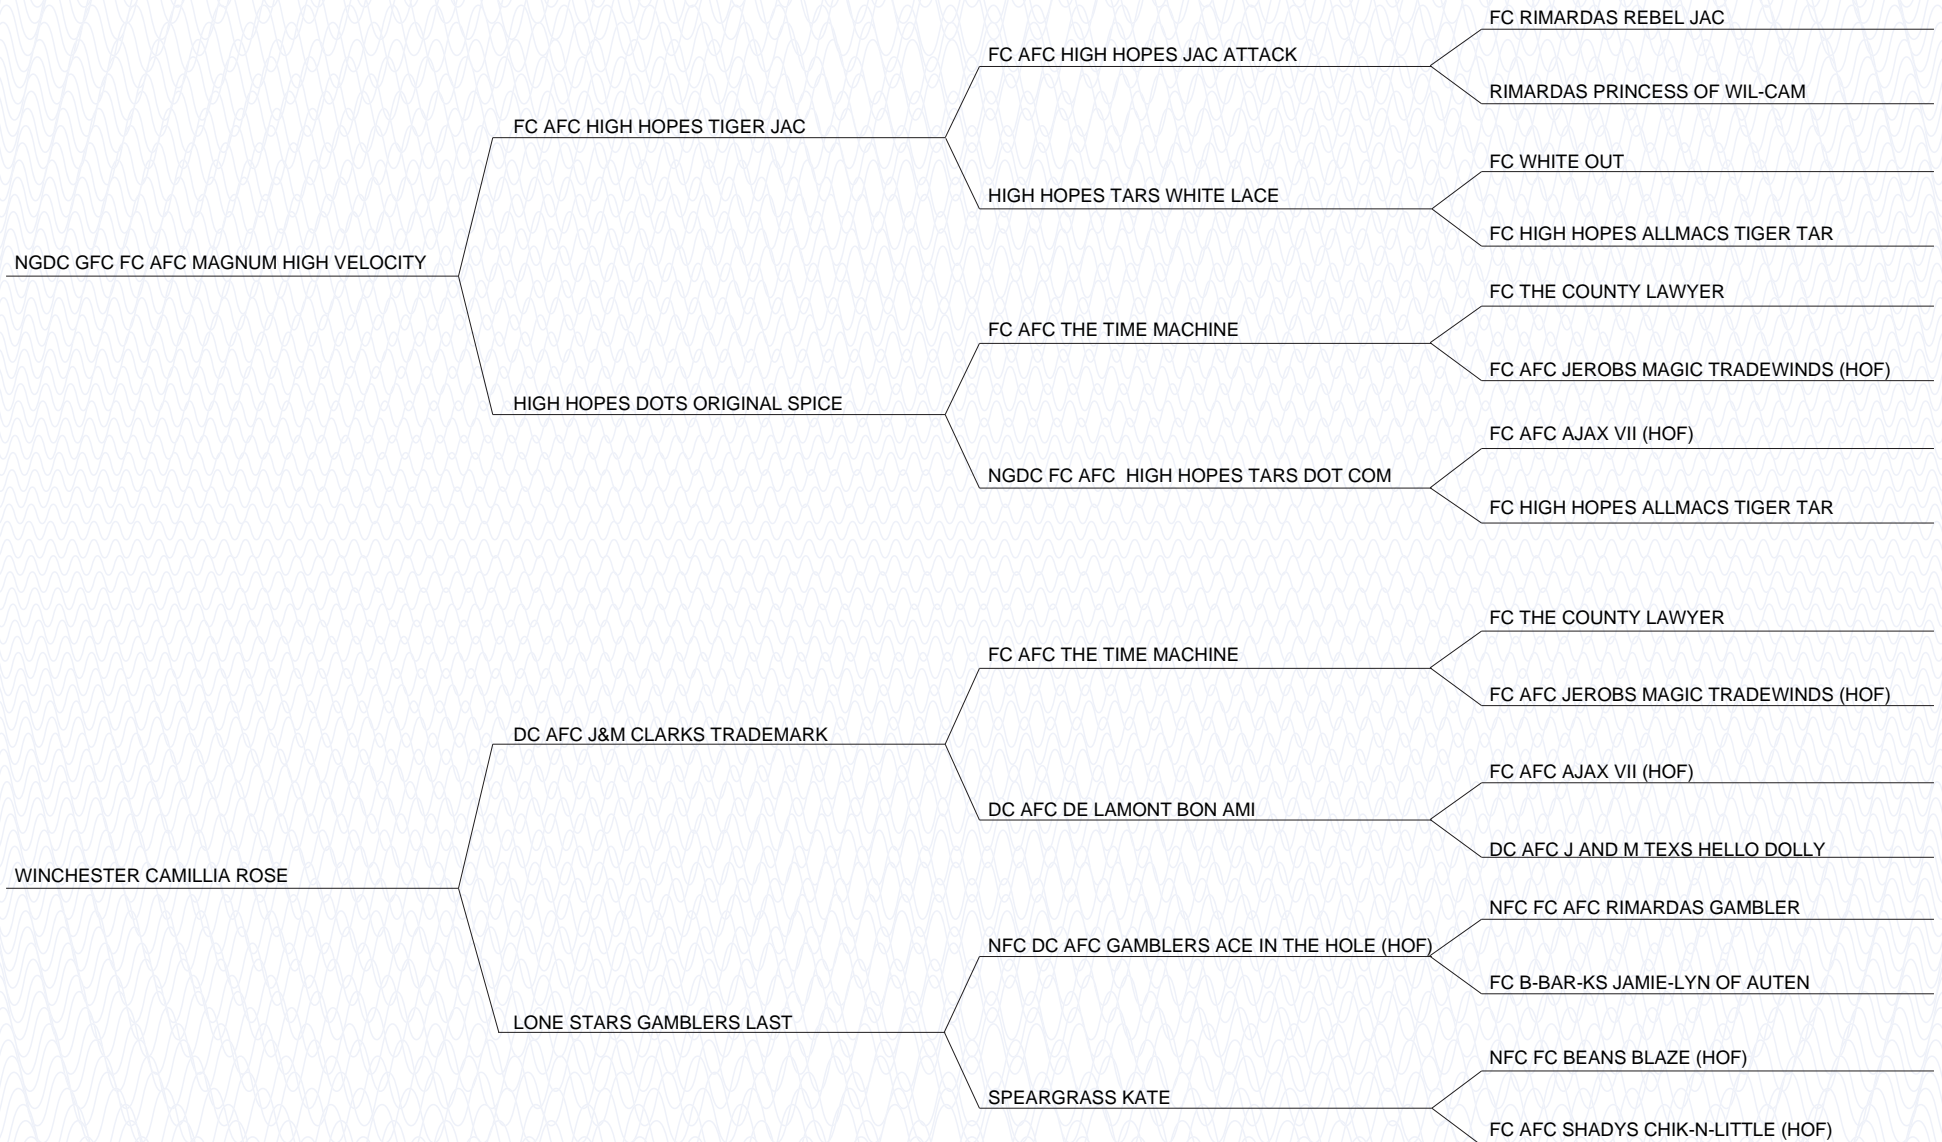 FC RIMARDAS REBEL JAC
FC AFC HIGH HOPES JAC ATTACK
RIMARDAS PRINCESS OF WIL-CAM
FC AFC HIGH HOPES TIGER JAC
FC WHITE OUT
HIGH HOPES TARS WHITE LACE
FC HIGH HOPES ALLMACS TIGER TAR
NGDC GFC FC AFC MAGNUM HIGH VELOCITY
FC THE COUNTY LAWYER
FC AFC THE TIME MACHINE
FC AFC JEROBS MAGIC TRADEWINDS (HOF)
HIGH HOPES DOTS ORIGINAL SPICE
FC AFC AJAX VII (HOF)
NGDC FC AFC  HIGH HOPES TARS DOT COM
FC HIGH HOPES ALLMACS TIGER TAR
FC THE COUNTY LAWYER
FC AFC THE TIME MACHINE
FC AFC JEROBS MAGIC TRADEWINDS (HOF)
DC AFC J&M CLARKS TRADEMARK
FC AFC AJAX VII (HOF)
DC AFC DE LAMONT BON AMI
DC AFC J AND M TEXS HELLO DOLLY
WINCHESTER CAMILLIA ROSE
NFC FC AFC RIMARDAS GAMBLER
NFC DC AFC GAMBLERS ACE IN THE HOLE (HOF)
FC B-BAR-KS JAMIE-LYN OF AUTEN
LONE STARS GAMBLERS LAST
NFC FC BEANS BLAZE (HOF)
SPEARGRASS KATE
FC AFC SHADYS CHIK-N-LITTLE (HOF)